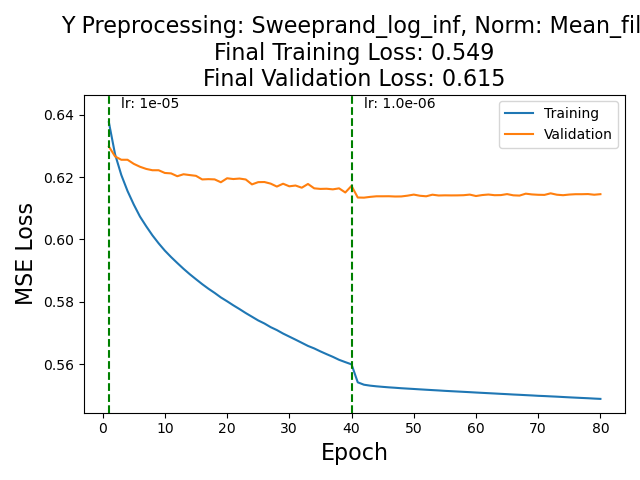 Y Preprocessing: Sweeprand_log_inf, Norm: Mean_fil
Final Training Loss: 0.549
Final Validation Loss: 0.615
lr: 1e-05
lr: 1.0e-06
Training
Validation
0.64
0.62
0.60
0.58
0.56
MSE Loss
0 10 20 30 40 50 60 70 80
Epoch